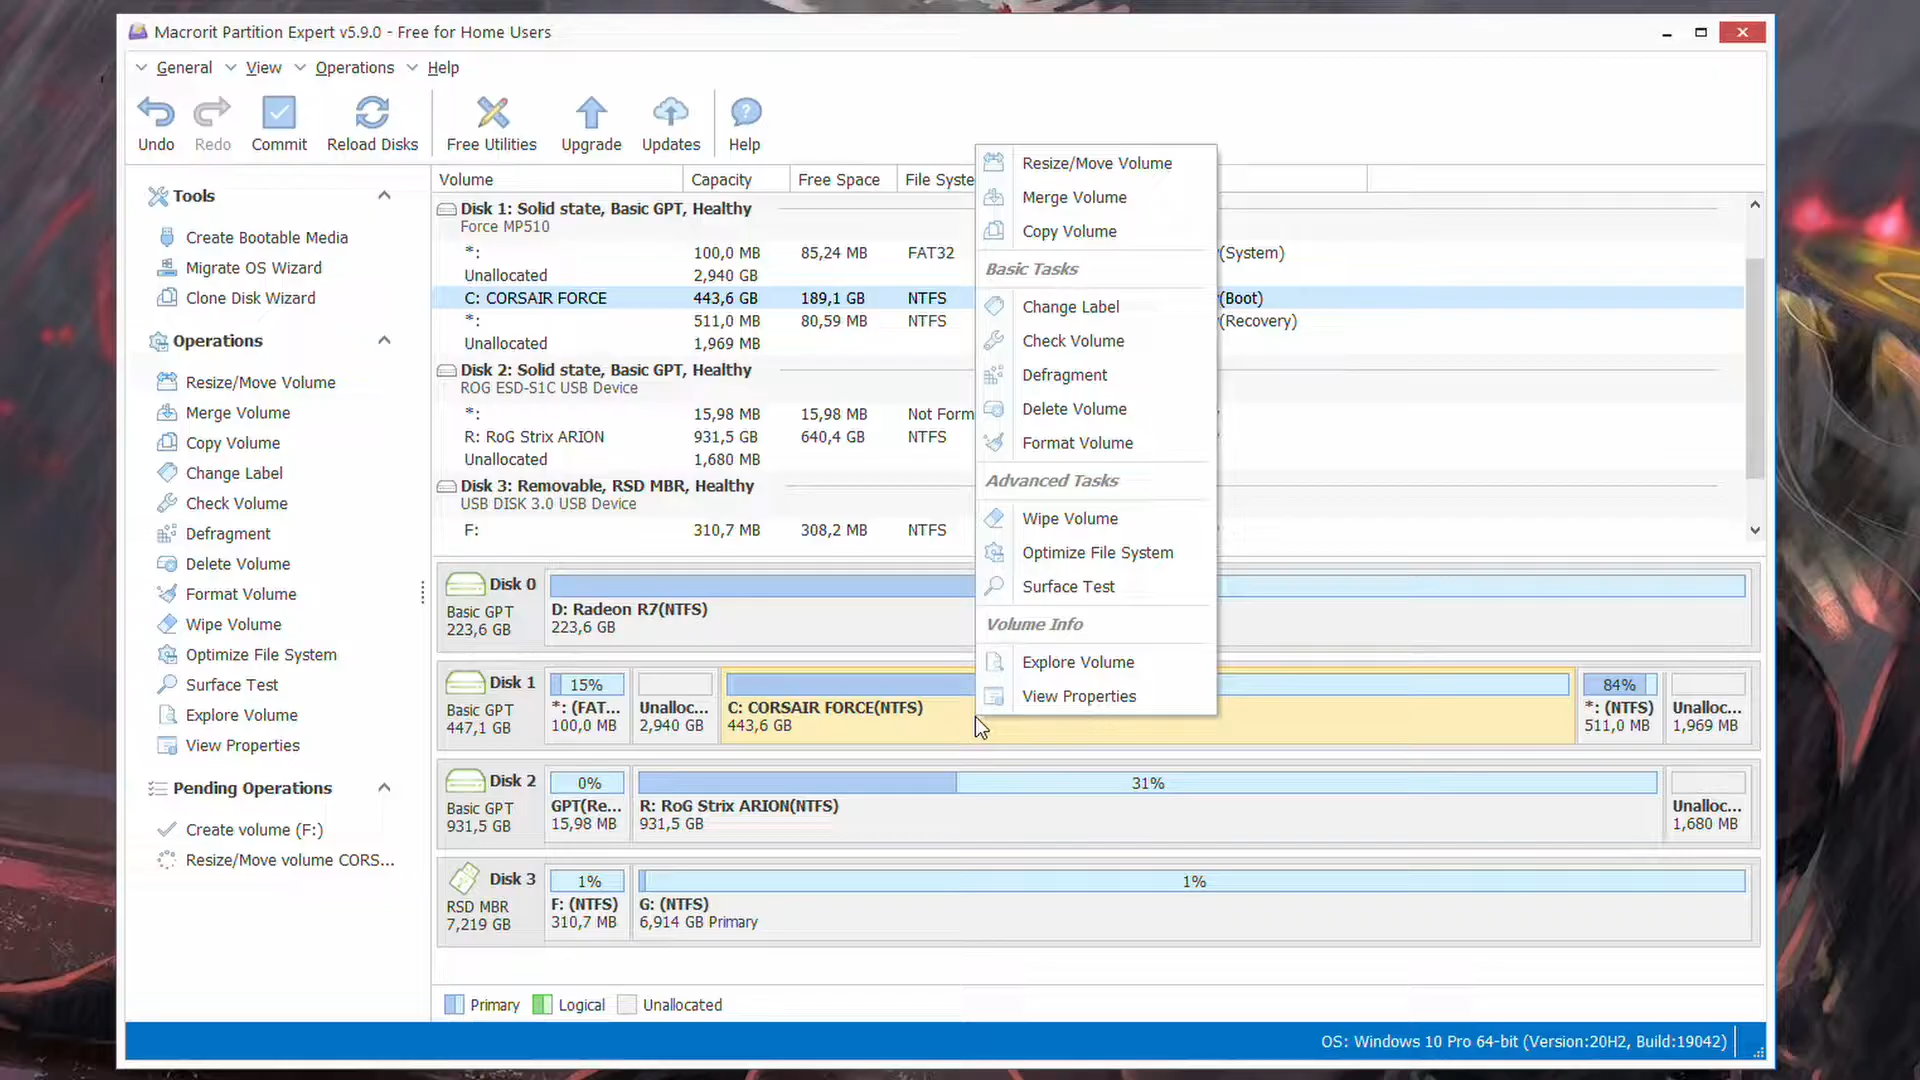 Macrorit Partition Expert v5.9.0 - Free for Home Users
General View Operations Help
Undo Redo Commit Reload Disks Free Utilities Upgrade Updates Help
Tools
Create Bootable Media
Migrate OS Wizard
Clone Disk Wizard
Operations
Resize/Move Volume
Merge Volume
Copy Volume
Change Label
Check Volume
Defragment
Delete Volume
Format Volume
Wipe Volume
Optimize File System
Surface Test
Explore Volume
View Properties
Pending Operations
Create volume (F:)
Resize/Move volume CORS...
Volume Capacity Free Space File Syste
Disk 1: Solid state, Basic GPT, Healthy
Force MP510
*: 100,0 MB 85,24 MB FAT32 (System)
Unallocated 2,940 GB
C: CORSAIR FORCE 443,6 GB 189,1 GB NTFS (Boot)
*: 511,0 MB 80,59 MB NTFS (Recovery)
Unallocated 1,969 MB
Disk 2: Solid state, Basic GPT, Healthy
ROG ESD-S1C USB Device
*: 15,98 MB 15,98 MB Not Form
R: RoG Strix ARION 931,5 GB 640,4 GB NTFS
Unallocated 1,680 MB
Disk 3: Removable, RSD MBR, Healthy
USB DISK 3.0 USB Device
F: 310,7 MB 308,2 MB NTFS
Resize/Move Volume
Merge Volume
Copy Volume
Basic Tasks
Change Label
Check Volume
Defragment
Delete Volume
Format Volume
Advanced Tasks
Wipe Volume
Optimize File System
Surface Test
Volume Info
Explore Volume
View Properties
Disk 0
Basic GPT
223,6 GB
D: Radeon R7(NTFS)
223,6 GB
Disk 1
Basic GPT
447,1 GB
15%
*: (FAT...
100,0 MB
Unalloc...
2,940 GB
C: CORSAIR FORCE(NTFS)
443,6 GB
84%
*: (NTFS)
511,0 MB
Unalloc...
1,969 MB
Disk 2
Basic GPT
931,5 GB
0%
GPT(Re...
15,98 MB
31%
R: RoG Strix ARION(NTFS)
931,5 GB
Unalloc...
1,680 MB
Disk 3
RSD MBR
7,219 GB
1%
F: (NTFS)
310,7 MB
1%
G: (NTFS)
6,914 GB Primary
Primary Logical Unallocated
OS: Windows 10 Pro 64-bit (Version:20H2, Build:19042)